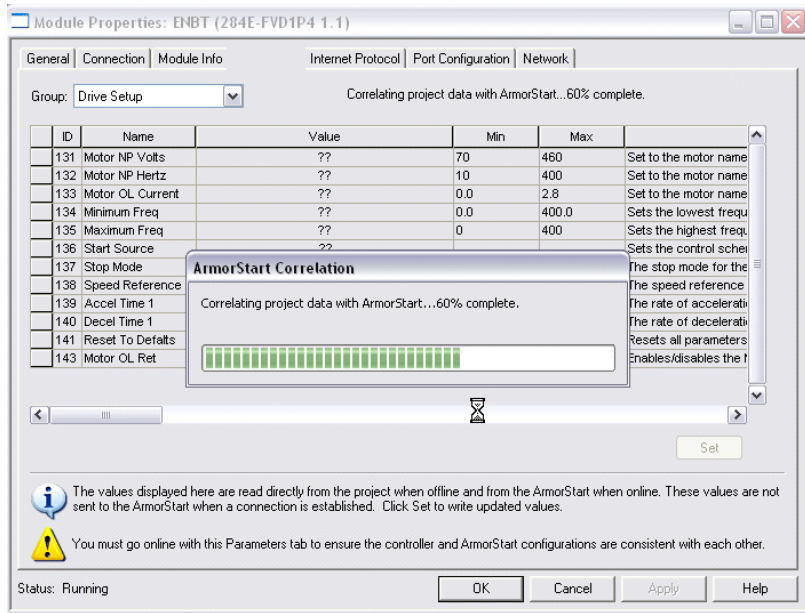 Module Properties: ENBT (284E-FVD1P4 1.1)
General Connection Module Info Internet Protocol Port Configuration Network
Group: Drive Setup Correlating project data with ArmorStart...60% complete.
ID Name Value Min Max
131 Motor NP Volts ?? 70 460 Set to the motor name
132 Motor NP Hertz ?? 10 400 Set to the motor name
133 Motor OL Current ?? 0.0 2.8 Set to the motor name
134 Minimum Freq ?? 0.0 400.0 Sets the lowest frequ
135 Maximum Freq ?? 0 400 Sets the highest frequ
136 Start Source ?? Sets the control scher
137 Stop Mode The stop mode for the
ArmorStart Correlation
138 Speed Reference The speed reference
139 Accel Time 1 The rate of accelerati
Correlating project data with ArmorStart...60% complete.
140 Decel Time 1 The rate of decelerati
141 Reset To Defalts Resets all parameters
143 Motor OL Ret Enables/disables the M
Set
The values displayed here are read directly from the project when offline and from the ArmorStart when online. These values are not
sent to the ArmorStart when a connection is established. Click Set to write updated values.
You must go online with this Parameters tab to ensure the controller and ArmorStart configurations are consistent with each other.
Status: Running OK Cancel Apply Help